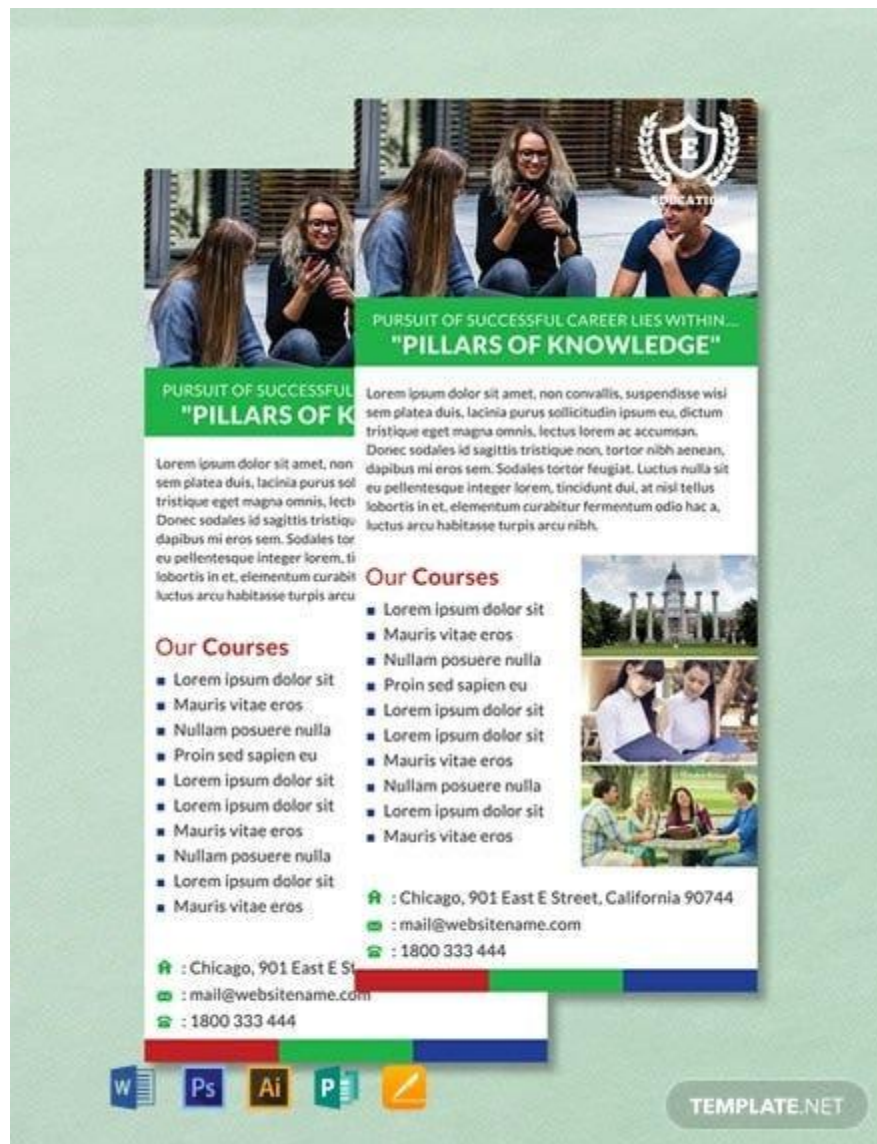 E
EDUCATION
PURSUIT OF SUCCESSFUL CAREER LIES WITHIN...
"PILLARS OF KNOWLEDGE"
Lorem ipsum dolor sit amet, non convallis, suspendisse wisi
sem platea duis, lacinia purus sollicitudin ipsum eu, dictum
tristique eget magna omnis, lectus lorem ac accumsan.
Donec sodales id sagittis tristique non, tortor nibh aenean,
dapibus mi eros sem. Sodales tortor feugiat. Luctus nulla sit
eu pellentesque integer lorem, tincidunt dui, at nisl tellus
lobortis in et, elementum curabitur fermentum odio hac a,
luctus arcu habitasse turpis arcu nibh.
Our Courses
Lorem ipsum dolor sit
Mauris vitae eros
Nullam posuere nulla
Proin sed sapien eu
Lorem ipsum dolor sit
Lorem ipsum dolor sit
Mauris vitae eros
Nullam posuere nulla
Lorem ipsum dolor sit
Mauris vitae eros
: Chicago, 901 East E Street, California 90744
: mail@websitename.com
: 1800 333 444
PURSUIT OF SUCCESSFUL
"PILLARS OF K
Lorem ipsum dolor sit amet, non
sem platea duis, lacinia purus sol
tristique eget magna omnis, lect
Donec sodales id sagittis tristiqu
dapibus mi eros sem. Sodales tor
eu pellentesque integer lorem, ti
lobortis in et, elementum curabit
luctus arcu habitasse turpis arcu
Our Courses
Lorem ipsum dolor sit
Mauris vitae eros
Nullam posuere nulla
Proin sed sapien eu
Lorem ipsum dolor sit
Lorem ipsum dolor sit
Mauris vitae eros
Nullam posuere nulla
Lorem ipsum dolor sit
Mauris vitae eros
: Chicago, 901 East E St
: mail@websitename.com
: 1800 333 444
W Ps Ai P
TEMPLATE.NET